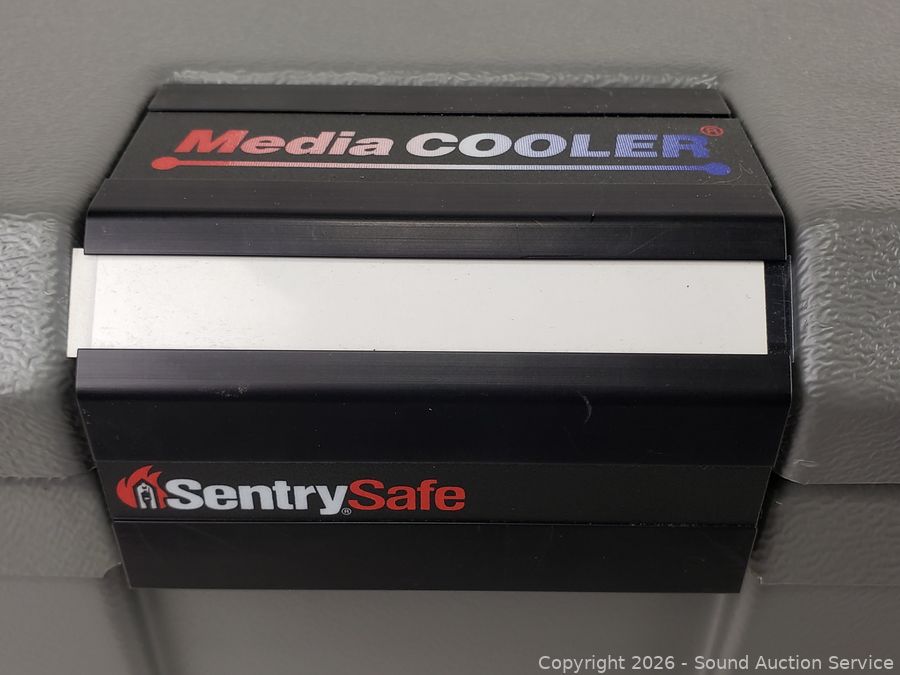 Media COOLER®
SentrySafe®
Copyright 2026 - Sound Auction Service